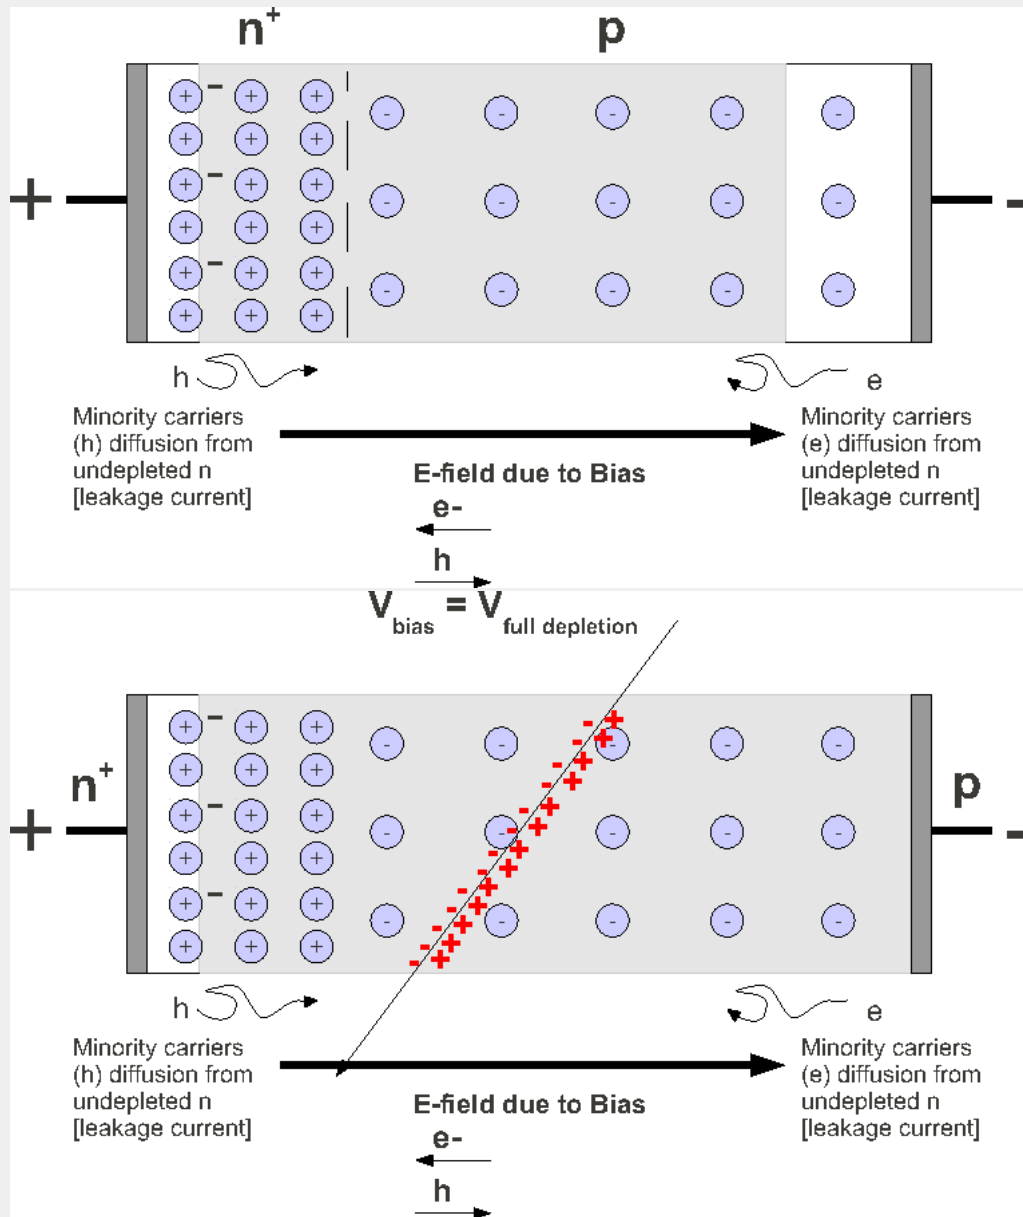 n+ p
+ -
h e
Minority carriers
(h) diffusion from
undepleted n
[leakage current]
Minority carriers
(e) diffusion from
undepleted n
[leakage current]
E-field due to Bias
e-
h
Vbias = Vfull depletion
n+ p
+ -
h e
Minority carriers
(h) diffusion from
undepleted n
[leakage current]
Minority carriers
(e) diffusion from
undepleted n
[leakage current]
E-field due to Bias
e-
h